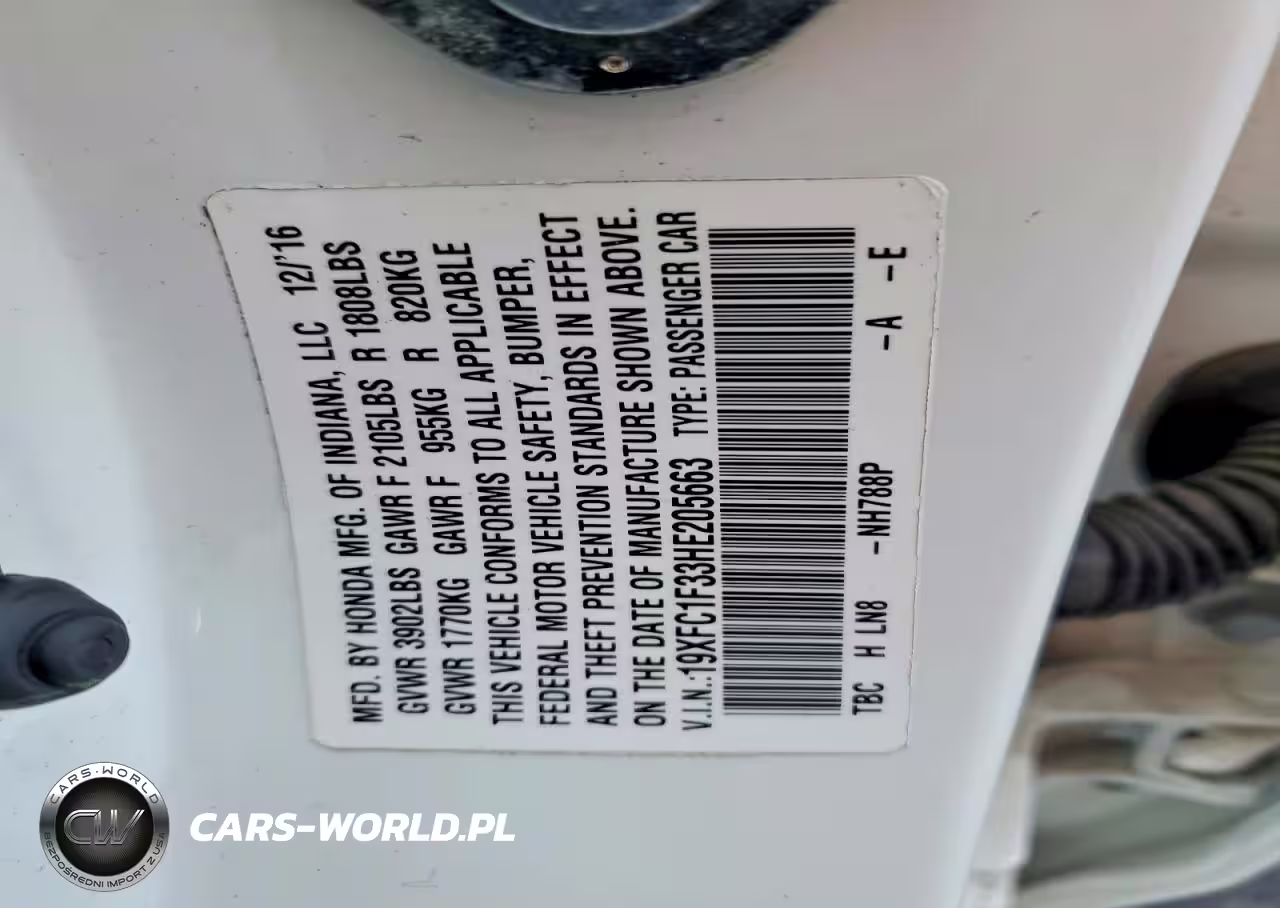 MFD. BY HONDA MFG. OF INDIANA, LLC 12/'16
GVWR 3902LBS GAWR F 2105LBS R 1808LBS
GVWR 1770KG GAWR F 955KG R 820KG
THIS VEHICLE CONFORMS TO ALL APPLICABLE
FEDERAL MOTOR VEHICLE SAFETY, BUMPER,
AND THEFT PREVENTION STANDARDS IN EFFECT
ON THE DATE OF MANUFACTURE SHOWN ABOVE.
V.I.N.:19XFC1F33HE205663 TYPE: PASSENGER CAR
TBC H LN8 -NH788P -A -E
CARS·WORLD
CW
BEZPOŚREDNI IMPORT Z USA
CARS-WORLD.PL